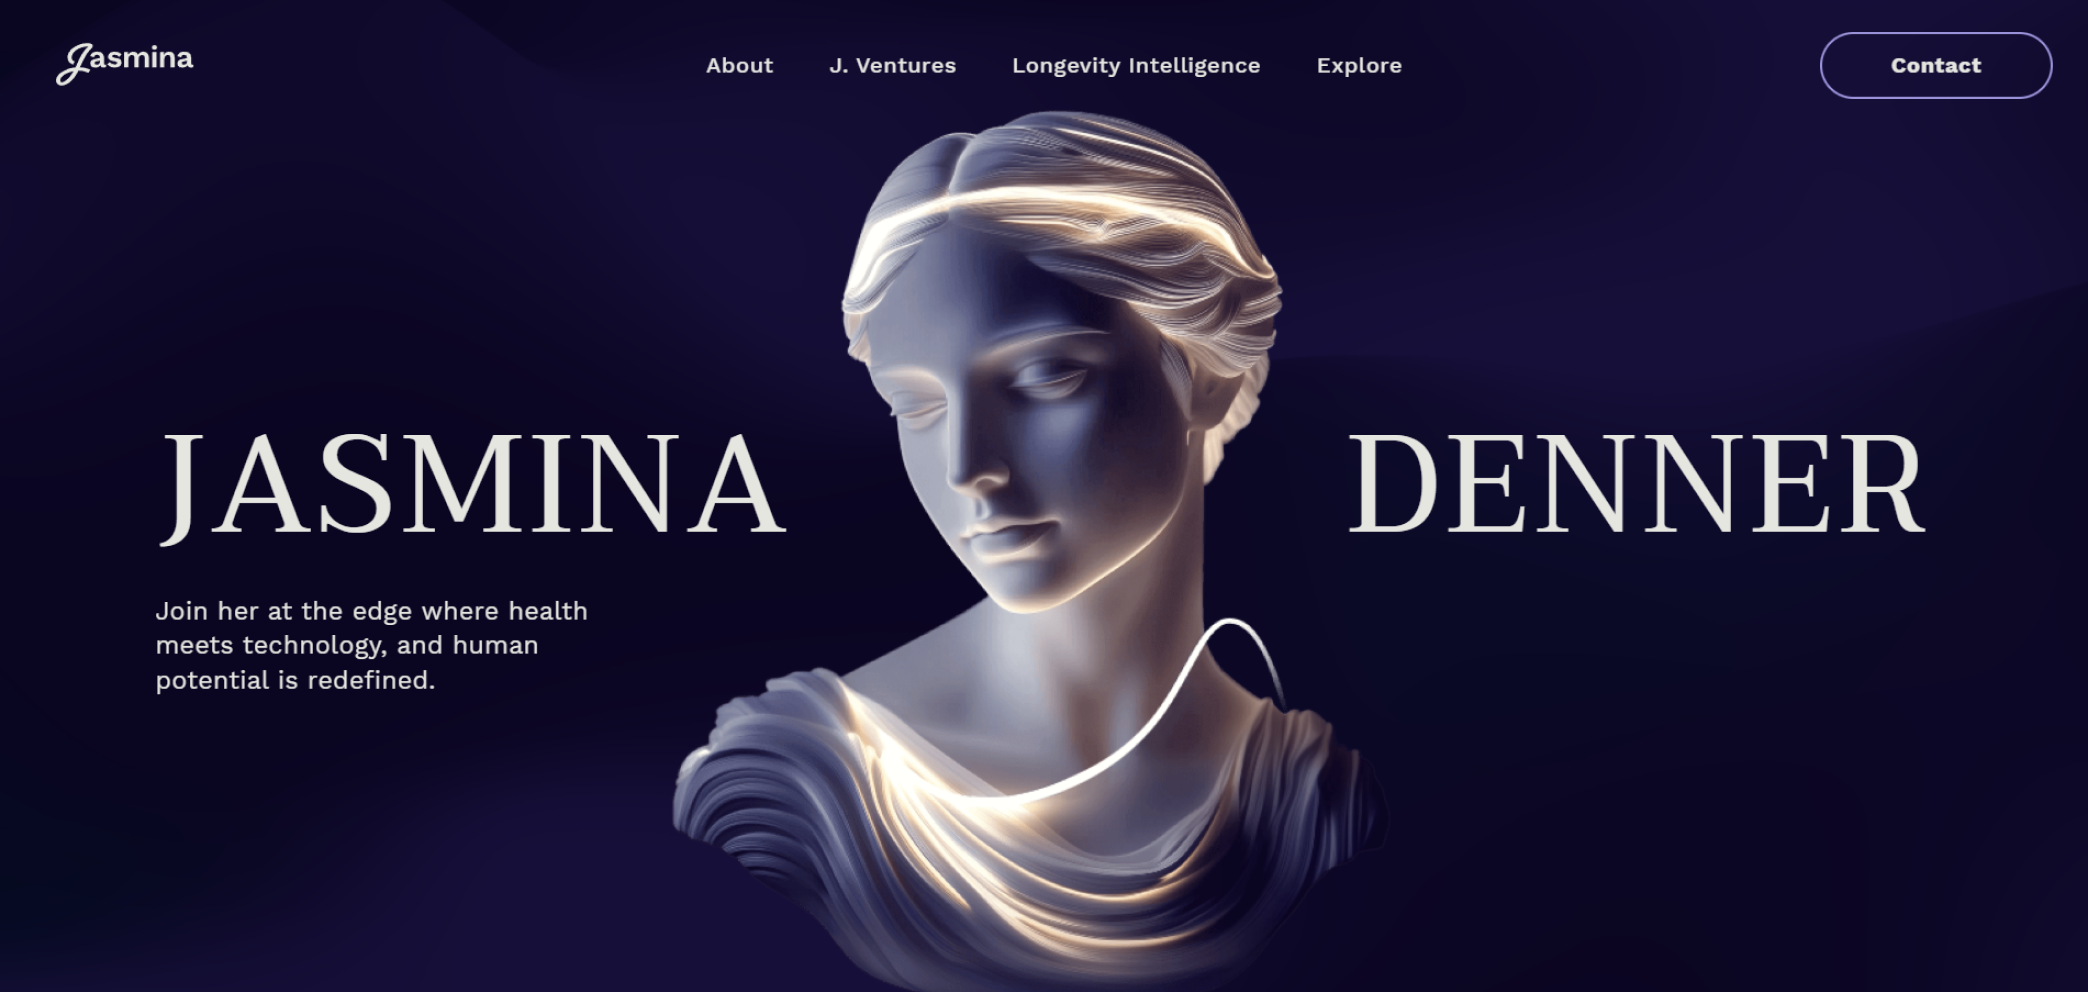 Jasmina
About
J. Ventures
Longevity Intelligence
Explore
Contact
JASMINA
DENNER
Join her at the edge where health
meets technology, and human
potential is redefined.